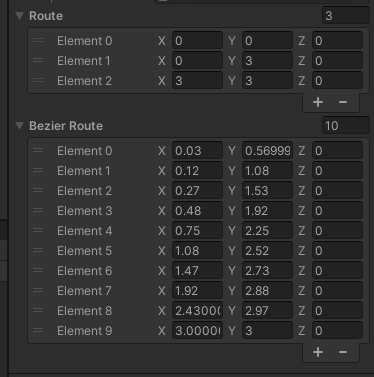 Route 3
Element 0 X 0 Y 0 Z 0
Element 1 X 0 Y 3 Z 0
Element 2 X 3 Y 3 Z 0
+ −
Bezier Route 10
Element 0 X 0.03 Y 0.56999 Z 0
Element 1 X 0.12 Y 1.08 Z 0
Element 2 X 0.27 Y 1.53 Z 0
Element 3 X 0.48 Y 1.92 Z 0
Element 4 X 0.75 Y 2.25 Z 0
Element 5 X 1.08 Y 2.52 Z 0
Element 6 X 1.47 Y 2.73 Z 0
Element 7 X 1.92 Y 2.88 Z 0
Element 8 X 2.43000 Y 2.97 Z 0
Element 9 X 3.00000 Y 3 Z 0
+ −